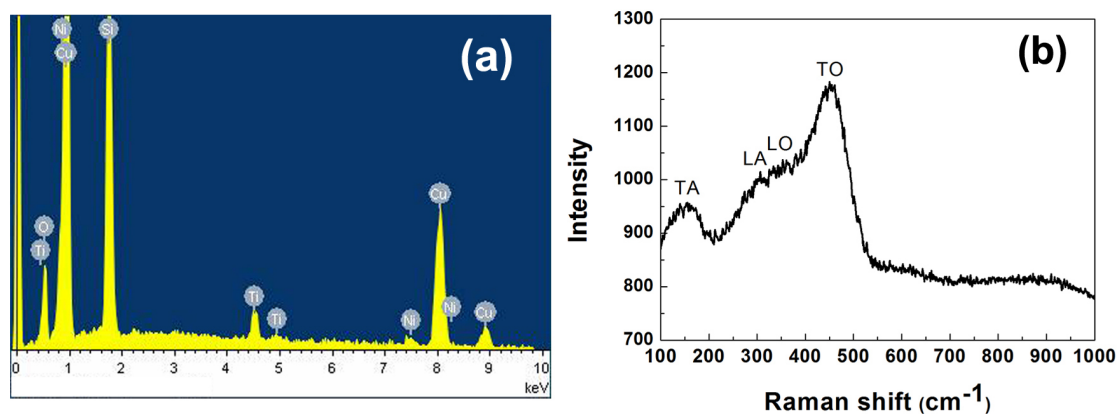 (a)
Ni
Cu
Si
O
Ti
Ti
Ti
Cu
Ni
Ni
Cu
0 1 2 3 4 5 6 7 8 9 10
keV
(b)
1300
1200
1100
1000
900
800
700
Intensity
TA
LA
LO
TO
100 200 300 400 500 600 700 800 900 1000
Raman shift (cm⁻¹)